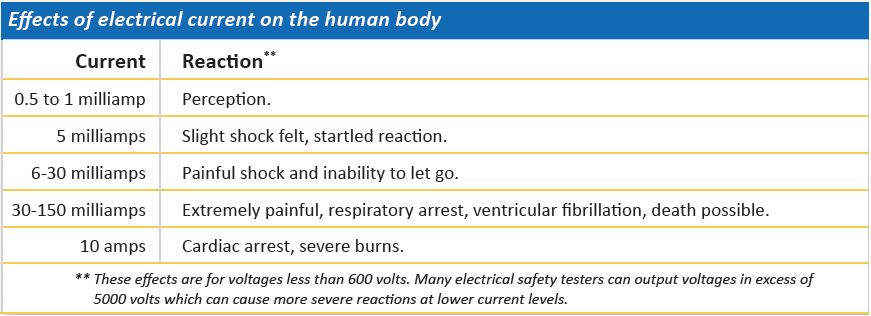 Effects of electrical current on the human body
Current Reaction**
0.5 to 1 milliamp Perception.
5 milliamps Slight shock felt, startled reaction.
6-30 milliamps Painful shock and inability to let go.
30-150 milliamps Extremely painful, respiratory arrest, ventricular fibrillation, death possible.
10 amps Cardiac arrest, severe burns.
** These effects are for voltages less than 600 volts. Many electrical safety testers can output voltages in excess of
5000 volts which can cause more severe reactions at lower current levels.